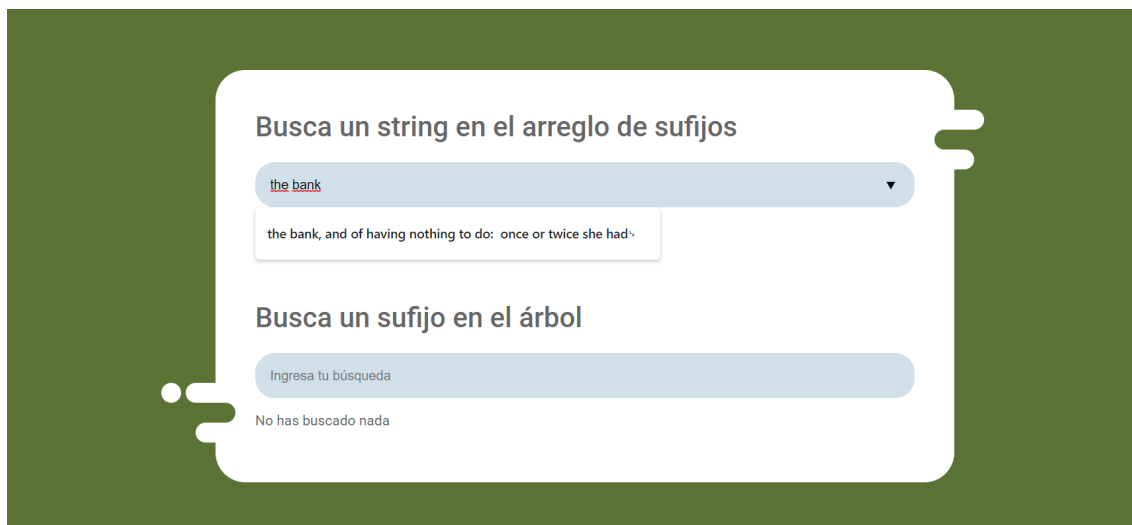 Busca un string en el arreglo de sufijos
the bank
the bank, and of having nothing to do: once or twice she had
Busca un sufijo en el árbol
Ingresa tu búsqueda
No has buscado nada